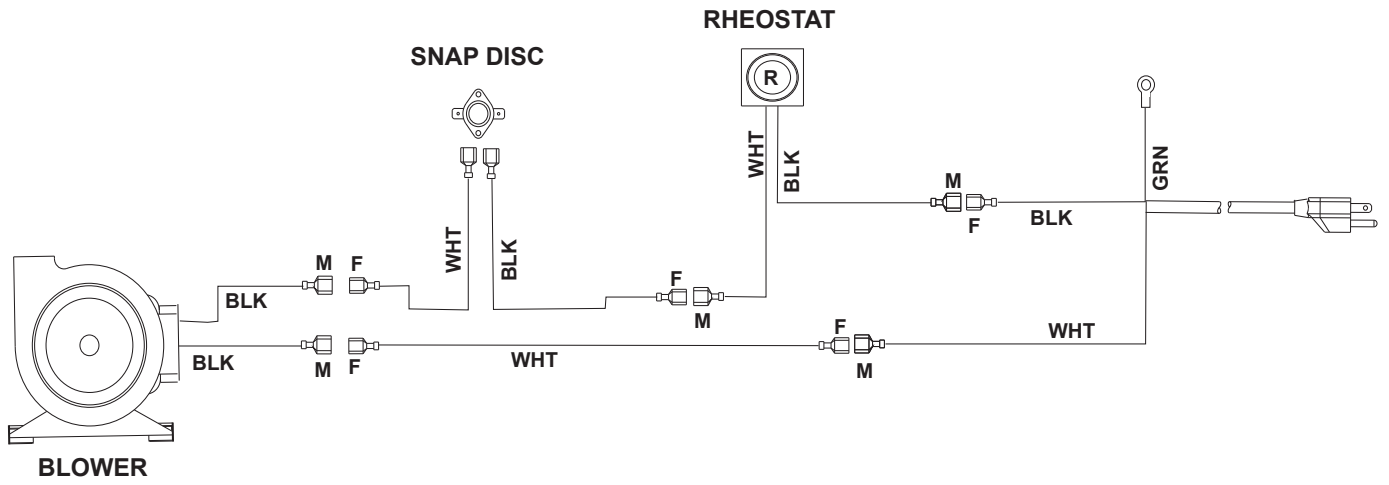 RHEOSTAT
SNAP DISC
R
WHT
BLK
GRN
M
F
BLK
WHT
BLK
M
F
BLK
F
M
WHT
F
M
BLK
M
F
WHT
BLOWER